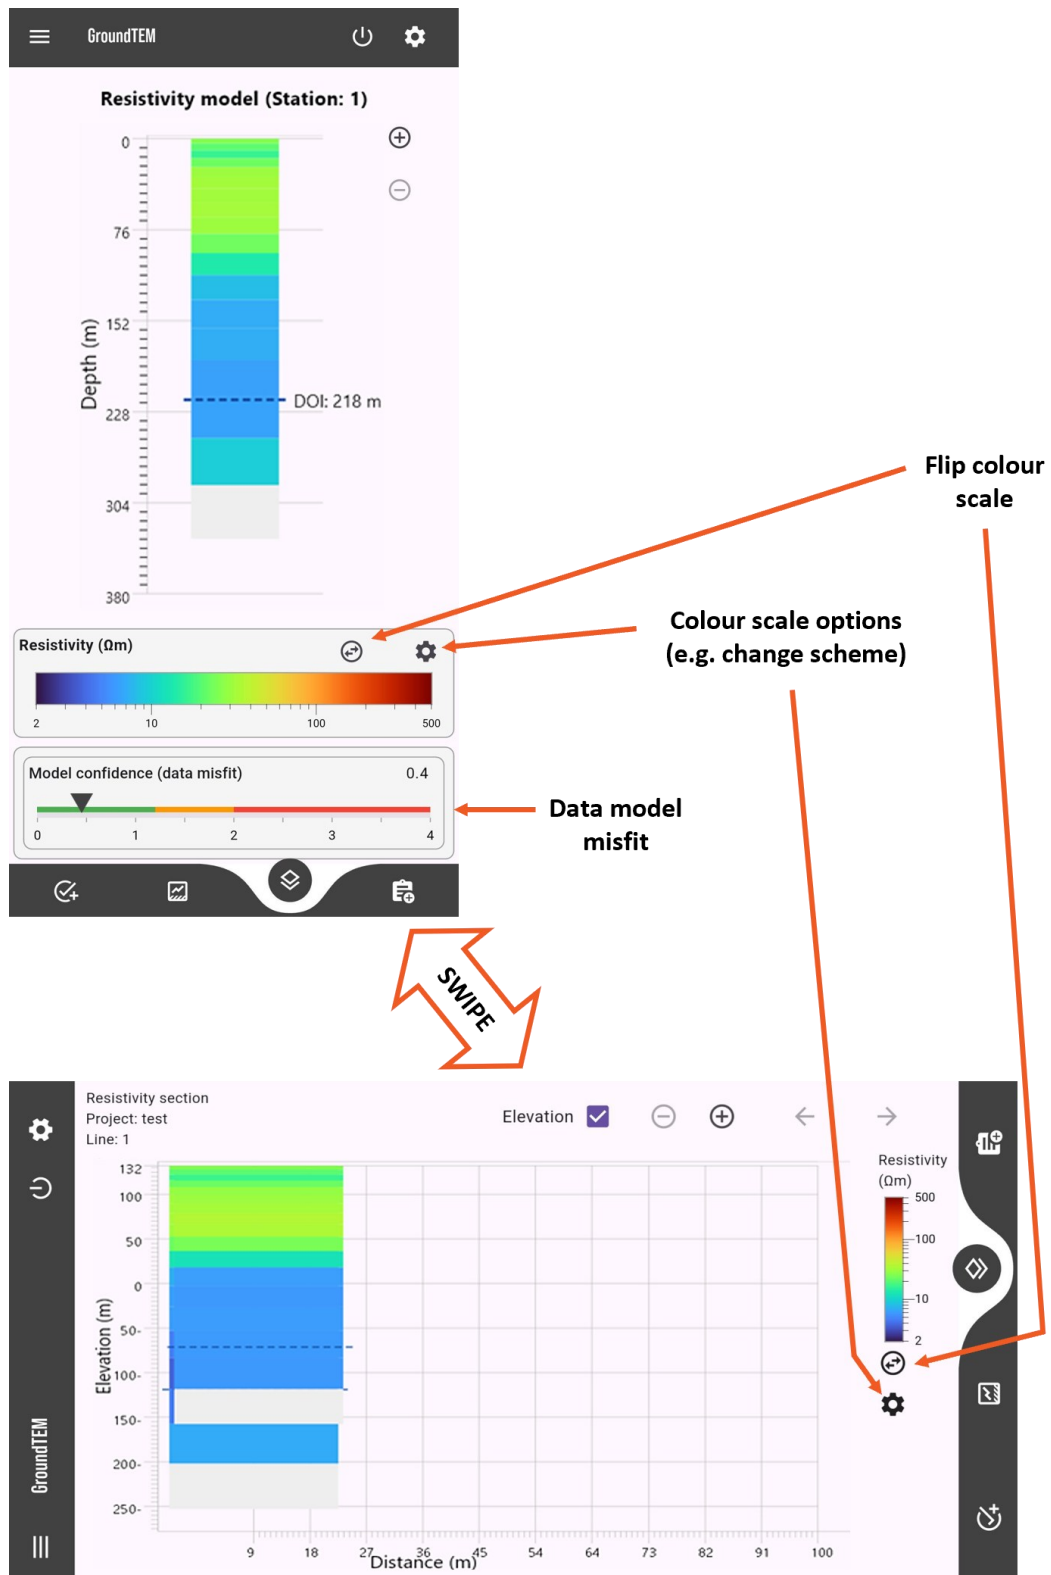 GroundTEM
Resistivity model (Station: 1)
0
76
152
228
304
380
Depth (m)
DOI: 218 m
Flip colour
scale
Colour scale options
(e.g. change scheme)
Resistivity (Ωm)
2 10 100 500
Model confidence (data misfit) 0.4
0 1 2 3 4
Data model
misfit
SWIPE
Resistivity section
Project: test
Line: 1
Elevation
132
100
50
0
50-
100-
150-
200-
250-
Elevation (m)
9 18 27 36 45 54 64 73 82 91 100
Distance (m)
Resistivity
(Ωm)
500
100
10
2
GroundTEM